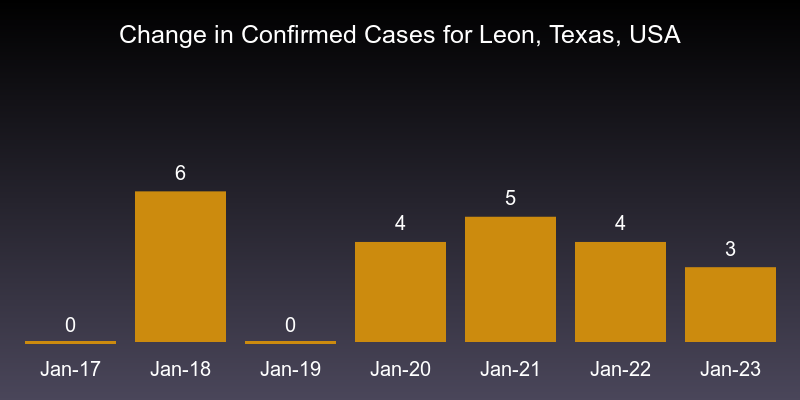 Change in Confirmed Cases for Leon, Texas, USA
6
5
4 4
3
0 0
Jan-17 Jan-18 Jan-19 Jan-20 Jan-21 Jan-22 Jan-23